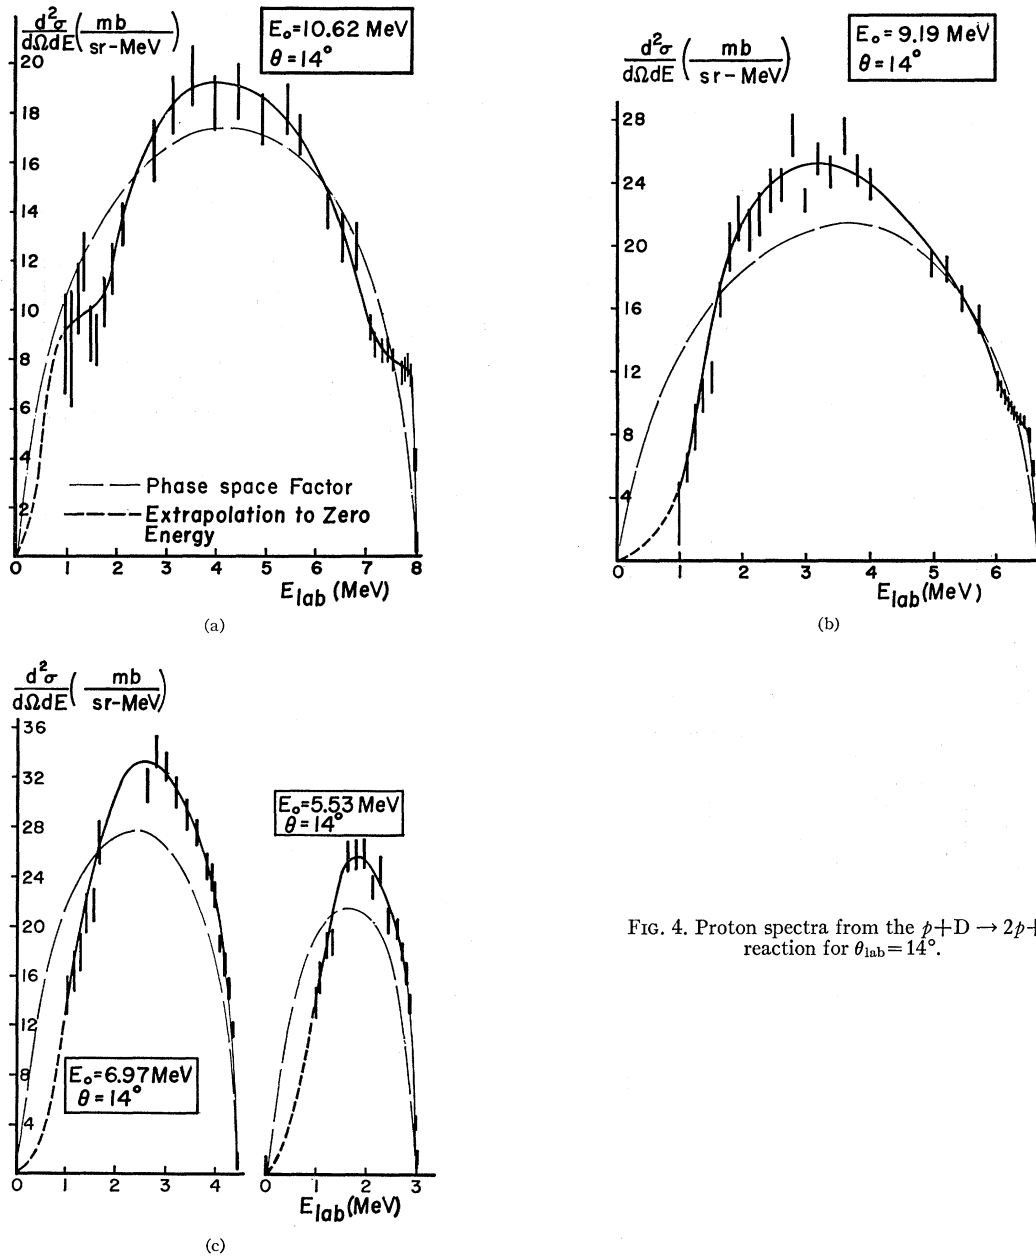 d²σ/dΩdE (mb/sr-MeV)
E₀=10.62 MeV
θ=14°
20
18
16
14
12
10
8
6
4
2
Phase space Factor
Extrapolation to Zero
Energy
0 1 2 3 4 5 6 7 8
E_lab (MeV)
(a)
d²σ/dΩdE (mb/sr-MeV)
E₀=9.19 MeV
θ=14°
28
24
20
16
12
8
4
0 1 2 3 4 5 6
E_lab (MeV)
(b)
d²σ/dΩdE (mb/sr-MeV)
36
32
28
24
20
16
12
8
4
E₀=6.97 MeV
θ=14°
0 1 2 3 4
E₀=5.53 MeV
θ=14°
0 1 2 3
E_lab (MeV)
(c)
FIG. 4. Proton spectra from the p+D → 2p+
reaction for θ_lab=14°.